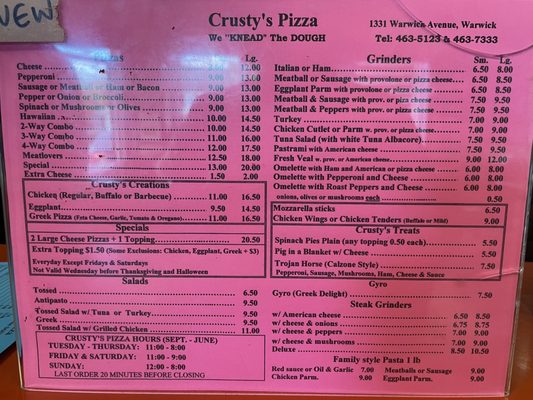 NEW
Crusty's Pizza
We "KNEAD" The DOUGH
1331 Warwick Avenue, Warwick
Tel: 463-5123 & 463-7333
Lg.
Cheese 12.00
Pepperoni 9.00 13.00
Sausage or Meatball or Ham or Bacon 9.00 13.00
Pepper or Onion or Broccoli 9.00 13.00
Spinach or Mushrooms or Olives 9.00 13.00
Hawaiian 10.00 14.50
2-Way Combo 10.00 14.50
3-Way Combo 11.00 16.00
4-Way Combo 12.00 17.50
Meatlovers 12.50 18.00
Special 13.00 20.00
Extra Cheese 1.50 2.00
Crusty's Creations
Chicken (Regular, Buffalo or Barbecue) 11.00 16.50
Eggplant 9.50 14.50
Greek Pizza (Feta Cheese, Garlic, Tomato & Oregano) 11.00 16.50
Specials
2 Large Cheese Pizzas + 1 Topping 20.50
Extra Topping $1.50 (Some Exclusions: Chicken, Eggplant, Greek + $3)
Everyday Except Fridays & Saturdays
Not Valid Wednesday before Thanksgiving and Halloween
Salads
Tossed 6.50
Antipasto 9.50
Tossed Salad w/ Tuna or Turkey 9.50
Greek 9.50
Tossed Salad w/ Grilled Chicken 11.00
CRUSTY'S PIZZA HOURS (SEPT. - JUNE)
TUESDAY - THURSDAY: 11:00 - 8:00
FRIDAY & SATURDAY: 11:00 - 9:00
SUNDAY: 12:00 - 8:00
LAST ORDER 20 MINUTES BEFORE CLOSING
Grinders Sm. Lg.
Italian or Ham 6.50 8.00
Meatball or Sausage with provolone or pizza cheese 6.50 8.50
Eggplant Parm with provolone or pizza cheese 6.50 8.50
Meatball & Sausage with prov. or pizza cheese 7.50 9.50
Meatball & Peppers with prov. or pizza cheese 7.50 9.50
Turkey 7.00 9.00
Chicken Cutlet or Parm w. prov. or pizza cheese 7.00 9.00
Tuna Salad (with white Tuna Albacore) 7.50 9.50
Pastrami with American cheese 7.50 9.50
Fresh Veal w. prov. or American cheese 9.00 12.00
Omelette with Ham and American or pizza cheese 6.00 8.00
Omelette with Pepperoni and Cheese 6.00 8.00
Omelette with Roast Peppers and Cheese 6.00 8.00
onions, olives or mushrooms each 0.50
Mozzarella sticks 6.50
Chicken Wings or Chicken Tenders (Buffalo or Mild) 9.00
Crusty's Treats
Spinach Pies Plain (any topping 0.50 each) 5.50
Pig in a Blanket w/ Cheese 5.50
Trojan Horse (Calzone Style) 7.50
Pepperoni, Sausage, Mushrooms, Ham, Cheese & Sauce
Gyro
Gyro (Greek Delight) 7.50
Steak Grinders
w/ American cheese 6.50 8.50
w/ cheese & onions 6.75 8.75
w/ cheese & peppers 7.00 9.00
w/ cheese & mushrooms 7.00 9.00
Deluxe 8.50 10.50
Family style Pasta 1 lb
Red sauce or Oil & Garlic 7.00 Meatballs or Sausage 9.00
Chicken Parm. 9.00 Eggplant Parm. 9.00